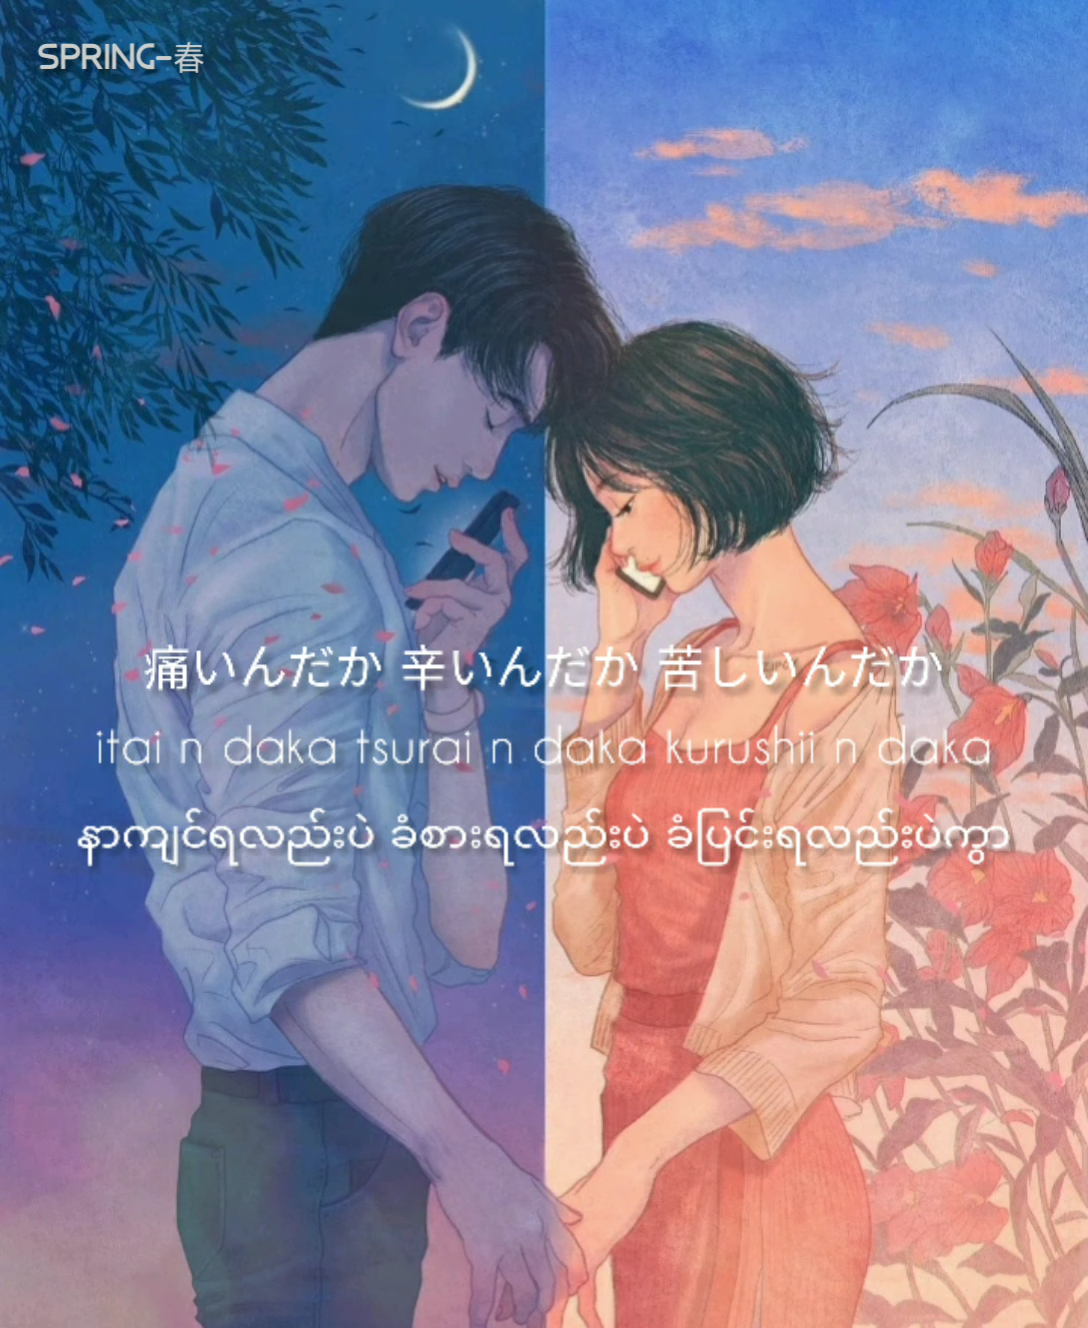 SPRING-春
痛いんだか 辛いんだか 苦しいんだか
itai n daka tsurai n daka kurushii n daka
နာကျင်ရလည်းပဲ ခံစားရလည်းပဲ ခံပြင်းရလည်းပဲကွာ